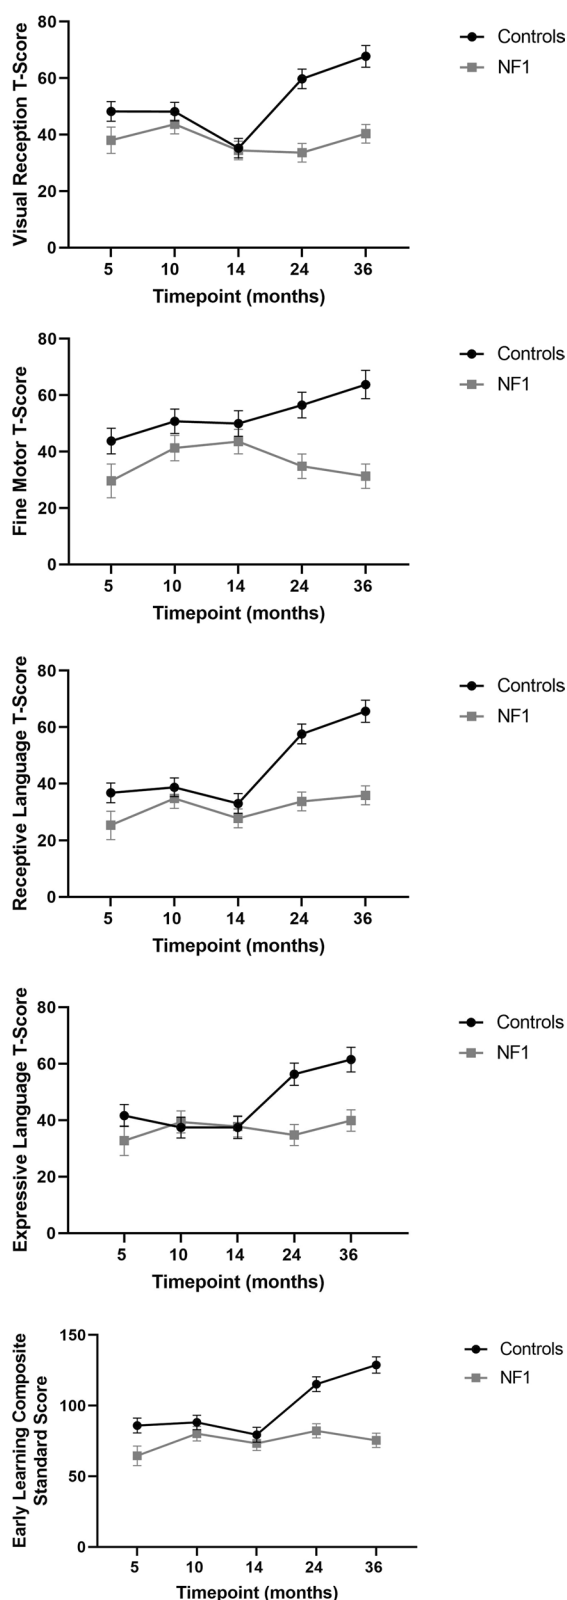 Visual Reception T-Score
80
60
40
20
0
5 10 14 24 36
Timepoint (months)
Controls
NF1
Fine Motor T-Score
80
60
40
20
0
5 10 14 24 36
Timepoint (months)
Controls
NF1
Receptive Language T-Score
80
60
40
20
0
5 10 14 24 36
Timepoint (months)
Controls
NF1
Expressive Language T-Score
80
60
40
20
0
5 10 14 24 36
Timepoint (months)
Controls
NF1
Early Learning Composite
Standard Score
150
100
50
0
5 10 14 24 36
Timepoint (months)
Controls
NF1